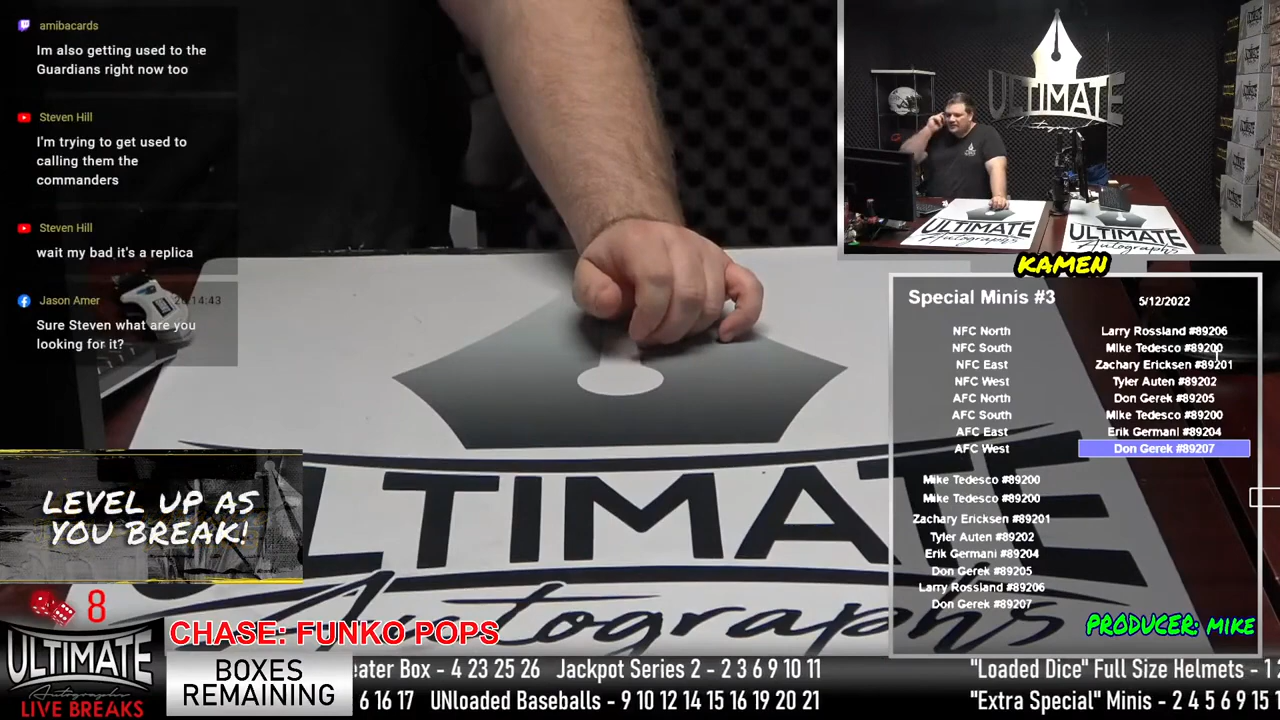 amibacards
Im also getting used to the
Guardians right now too
Steven Hill
I'm trying to get used to
calling them the
commanders
Steven Hill
wait my bad it's a replica
Jason Amer
Sure Steven what are you
looking for it?
LEVEL UP AS
YOU BREAK!
8
ULTIMATE
Autographs
LIVE BREAKS
CHASE: FUNKO POPS
BOXES
REMAINING
eater Box - 4 23 25 26 Jackpot Series 2 - 2 3 6 9 10 11
"Loaded Dice" Full Size Helmets - 1 2
6 16 17 UNloaded Baseballs - 9 10 12 14 15 16 19 20 21
"Extra Special" Minis - 2 4 5 6 9 15 1
LTIMA
Autographs
ULTIMATE
ULTIMATE
Autographs
ULTIMATE
Autographs
KAMEN
Special Minis #3 5/12/2022
NFC North Larry Rossland #89206
NFC South Mike Tedesco #89200
NFC East Zachary Ericksen #89201
NFC West Tyler Auten #89202
AFC North Don Gerek #89205
AFC South Mike Tedesco #89200
AFC East Erik Germani #89204
AFC West Don Gerek #89207
Mike Tedesco #89200
Mike Tedesco #89200
Zachary Ericksen #89201
Tyler Auten #89202
Erik Germani #89204
Don Gerek #89205
Larry Rossland #89206
Don Gerek #89207
PRODUCER: MIKE